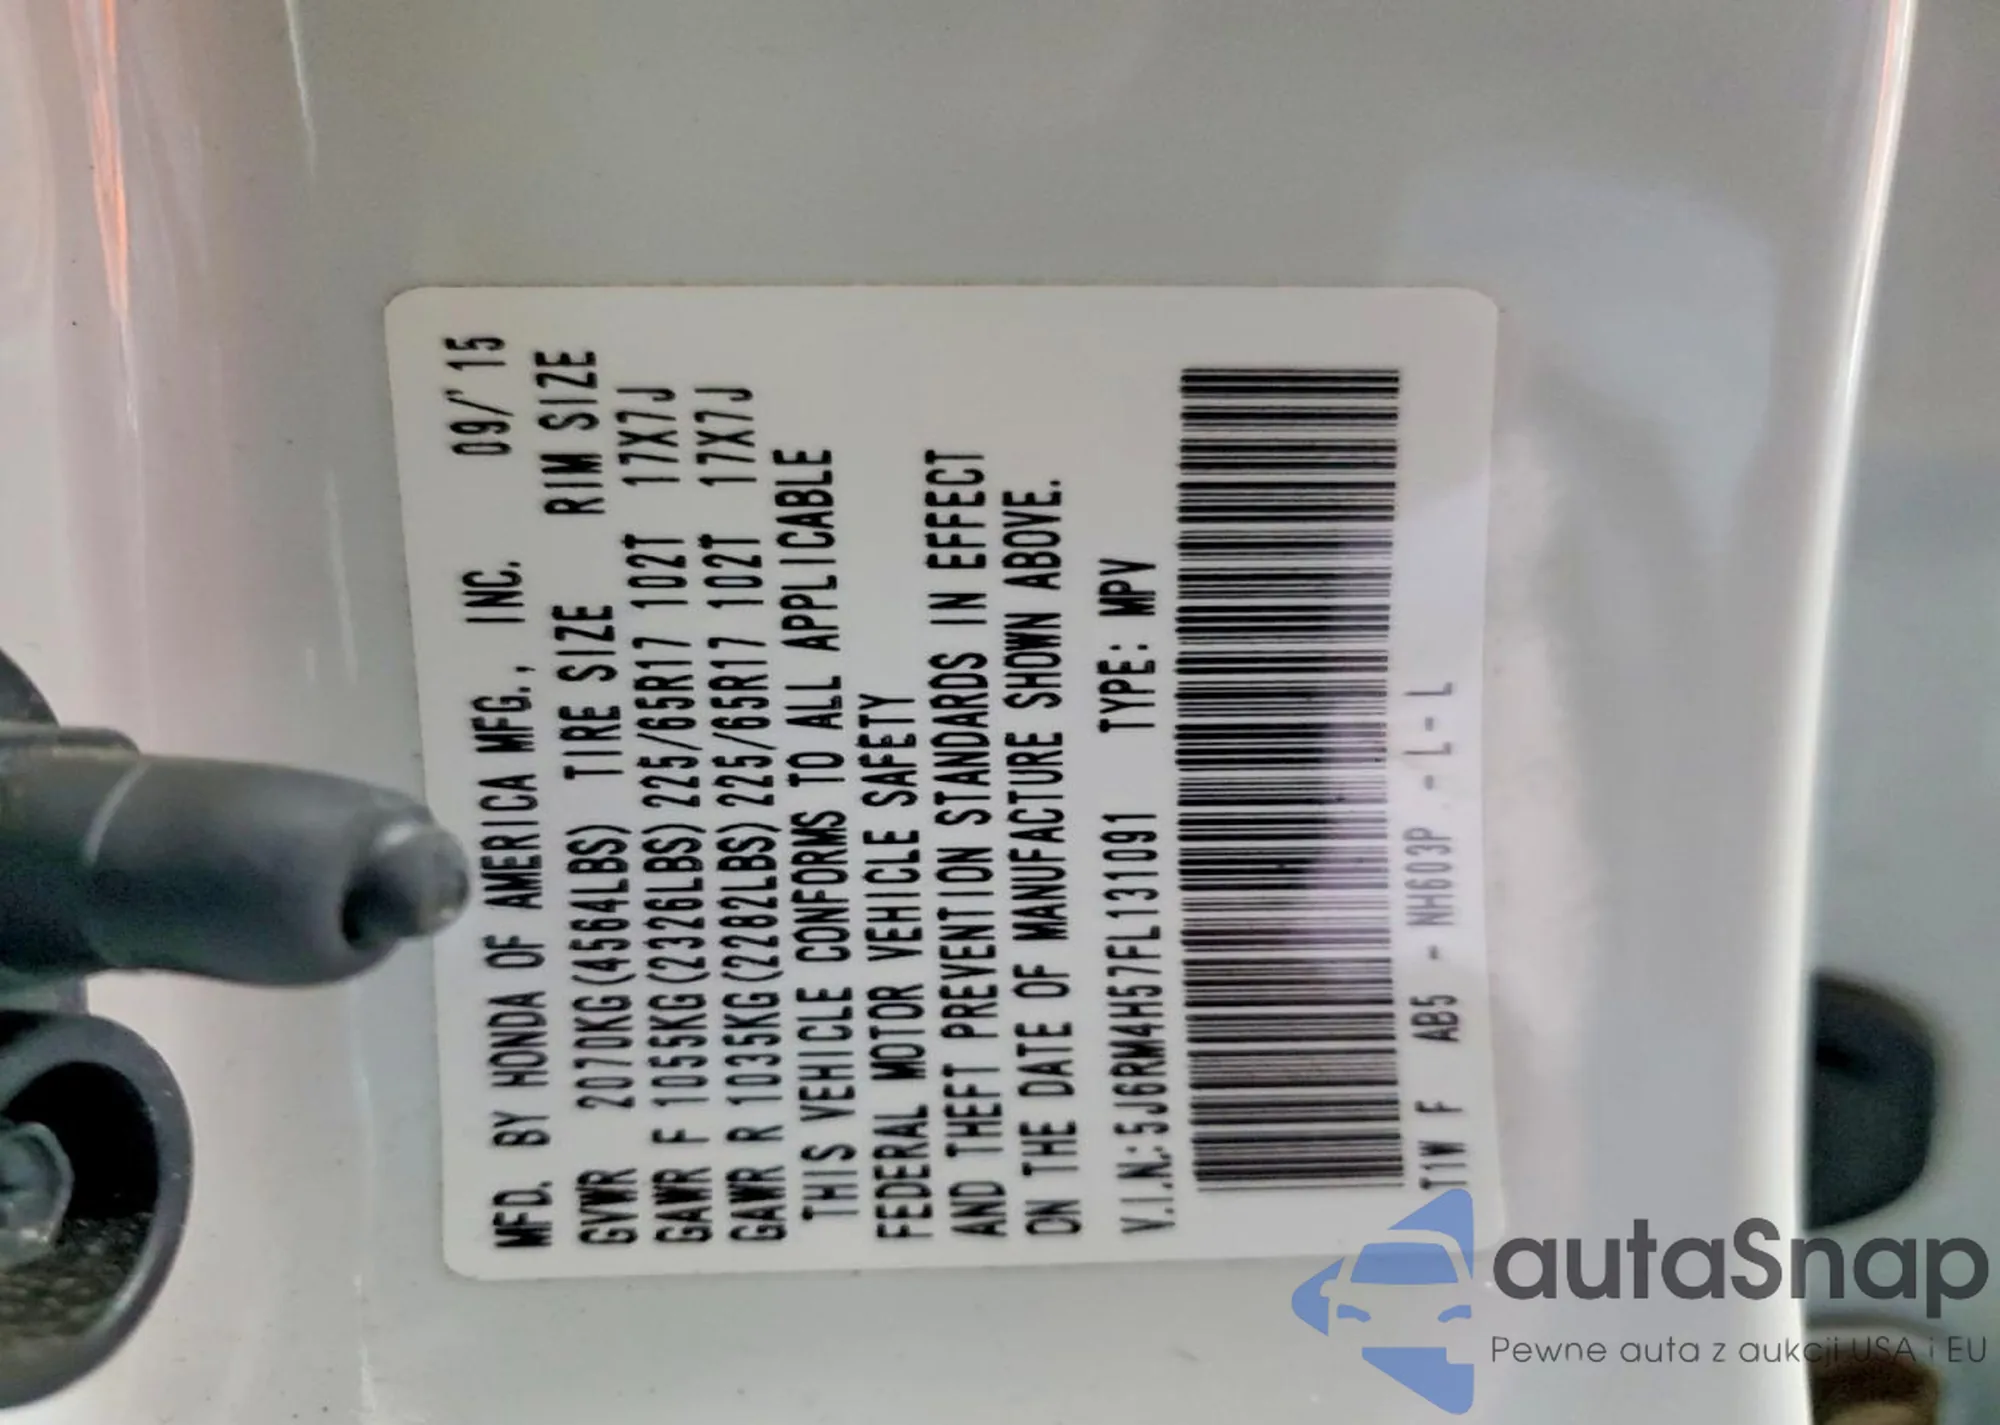 MFD. BY HONDA OF AMERICA MFG., INC. 09/'15
GVWR 2070KG(4564LBS) TIRE SIZE RIM SIZE
GAWR F 1055KG(2326LBS) 225/65R17 102T 17X7J
GAWR R 1035KG(2282LBS) 225/65R17 102T 17X7J
THIS VEHICLE CONFORMS TO ALL APPLICABLE
FEDERAL MOTOR VEHICLE SAFETY
AND THEFT PREVENTION STANDARDS IN EFFECT
ON THE DATE OF MANUFACTURE SHOWN ABOVE.
V.I.N.: 5J6RM4H57FL131091 TYPE: MPV
T1W F AB5 - NH603P .-L-L
autaSnap
Pewne auta z aukcji USA i EU